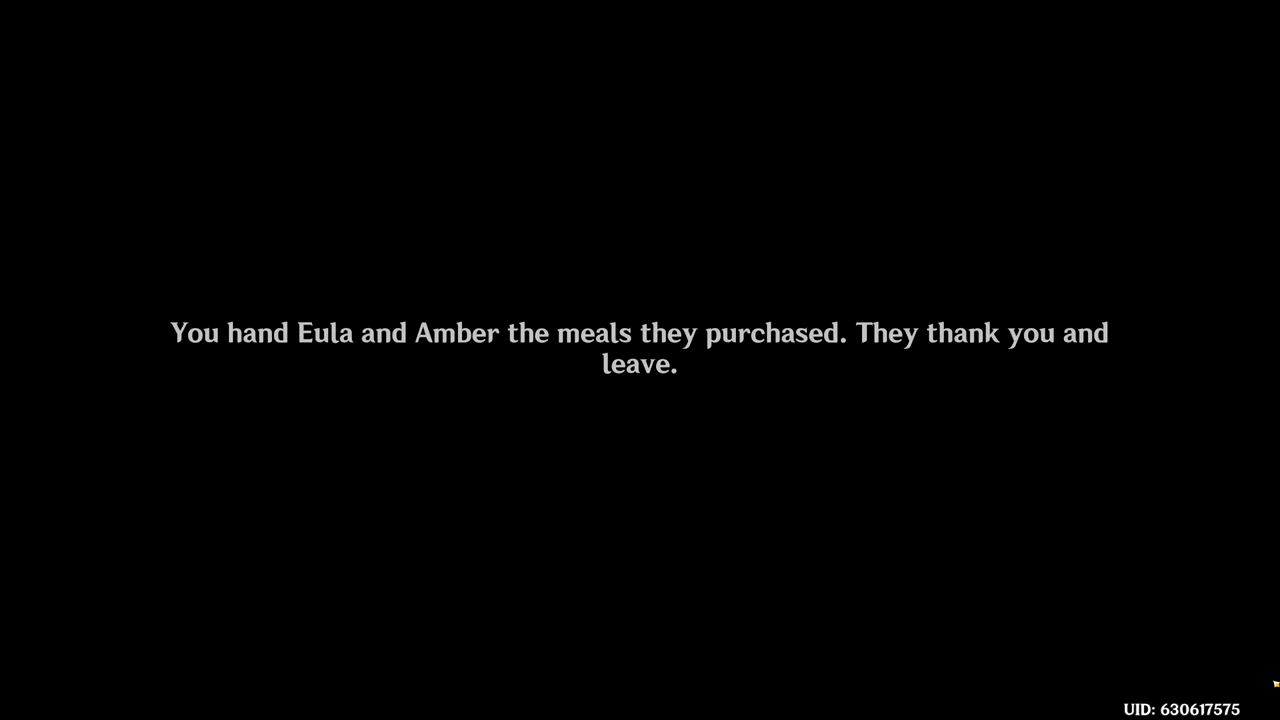 You hand Eula and Amber the meals they purchased. They thank you and
leave.
UID: 630617575